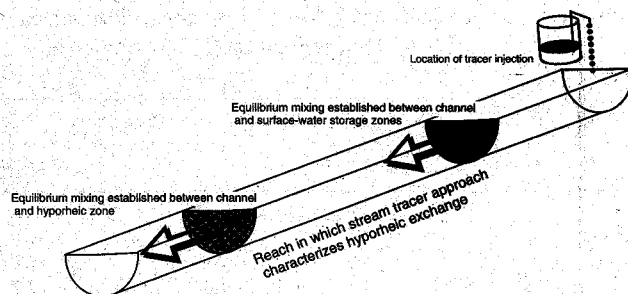 Location of tracer injection
Equilibrium mixing established between channel
and surface-water storage zones
Equilibrium mixing established between channel
and hyporheic zone
Reach in which stream tracer approach
characterizes hyporheic exchange